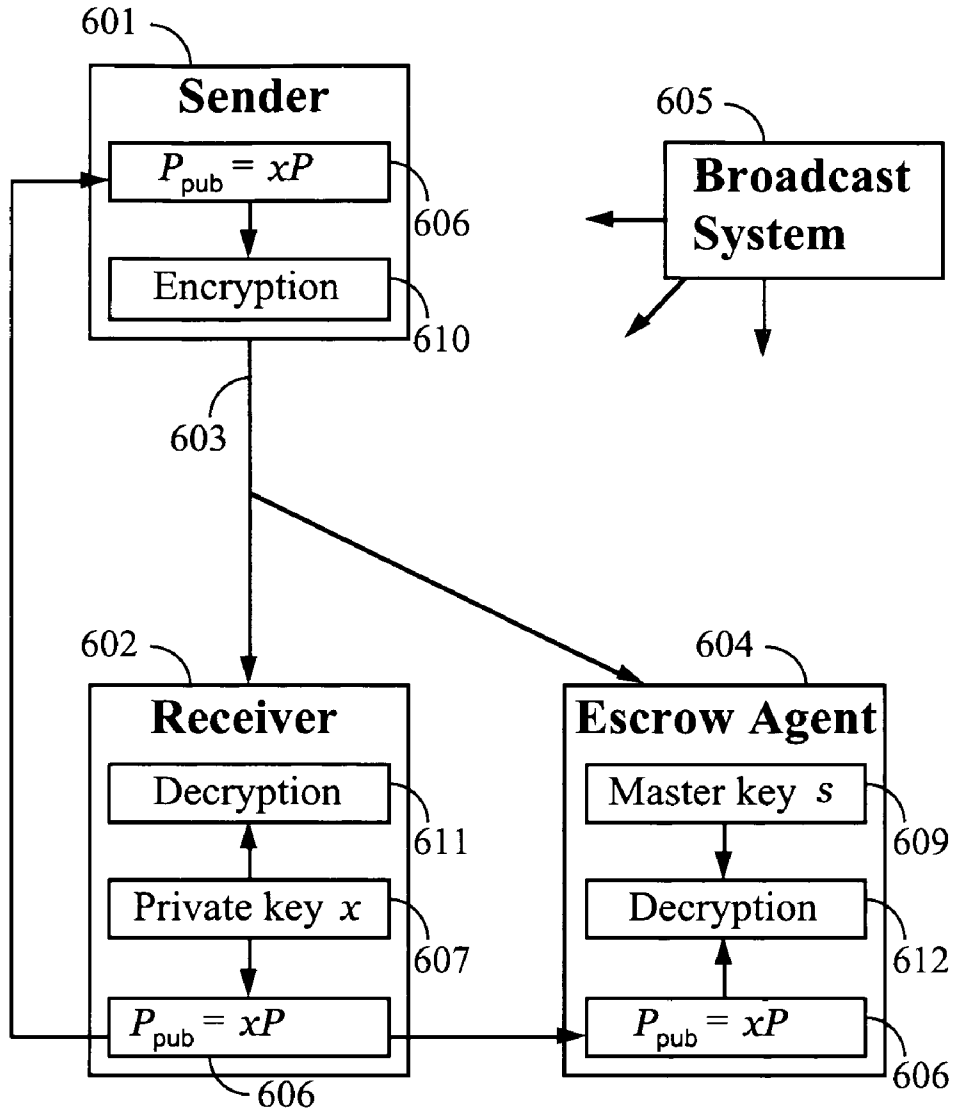 601
Sender
P_pub = xP
606
Encryption
610
603
605
Broadcast
System
602
Receiver
Decryption
611
Private key x
607
P_pub = xP
606
604
Escrow Agent
Master key s
609
Decryption
612
P_pub = xP
606